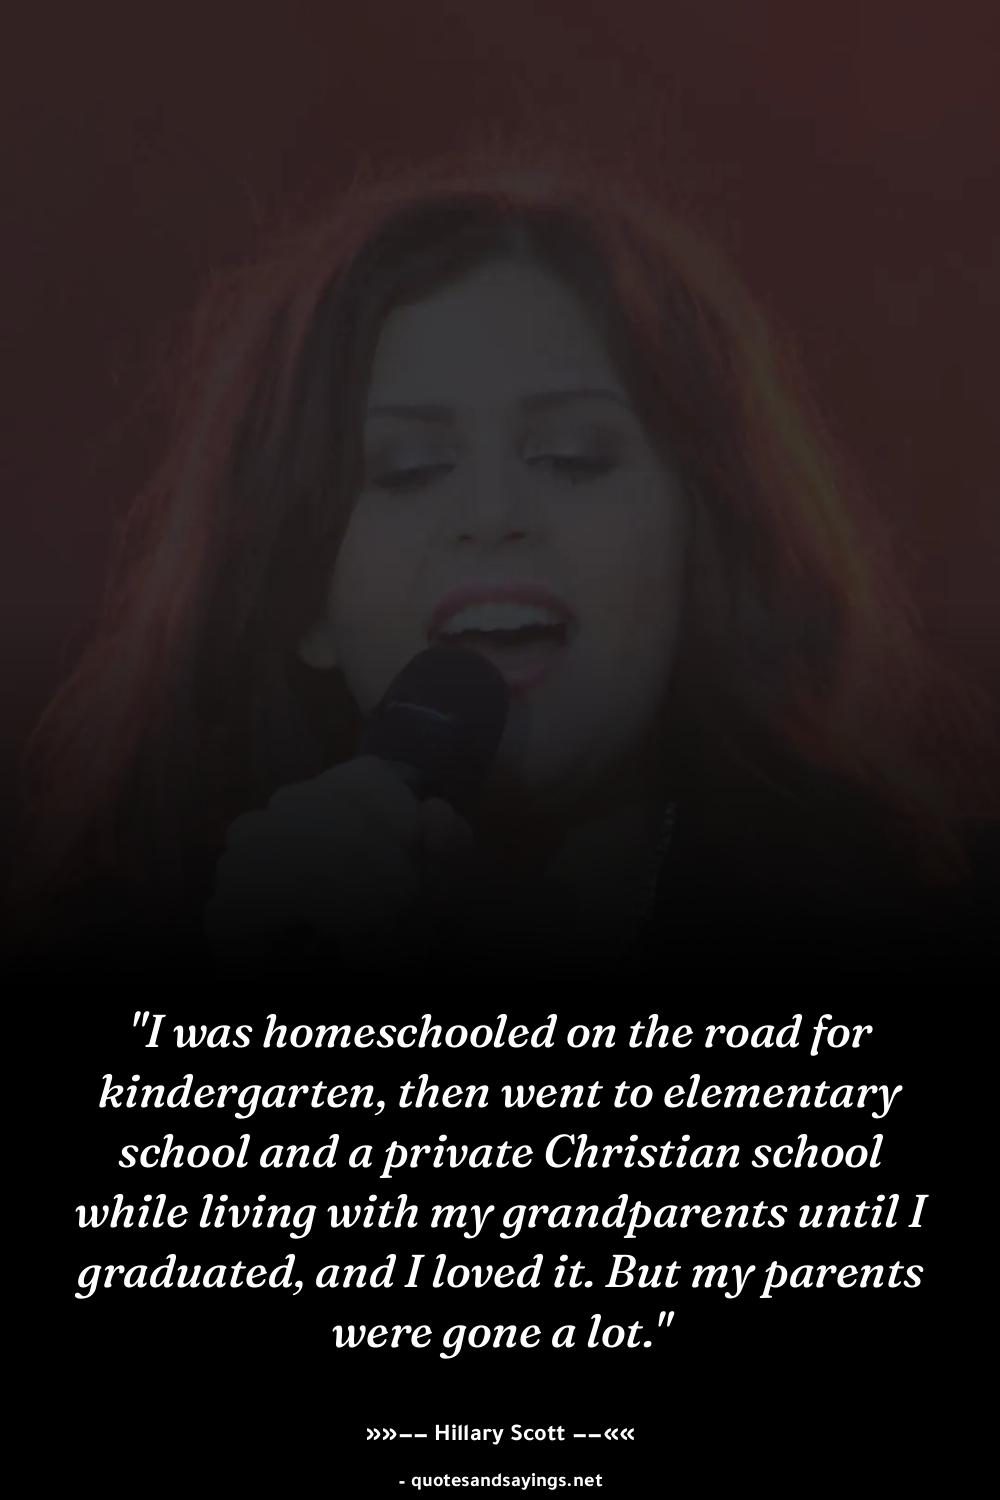 "I was homeschooled on the road for
kindergarten, then went to elementary
school and a private Christian school
while living with my grandparents until I
graduated, and I loved it. But my parents
were gone a lot."
»»-- Hillary Scott --««
- quotesandsayings.net